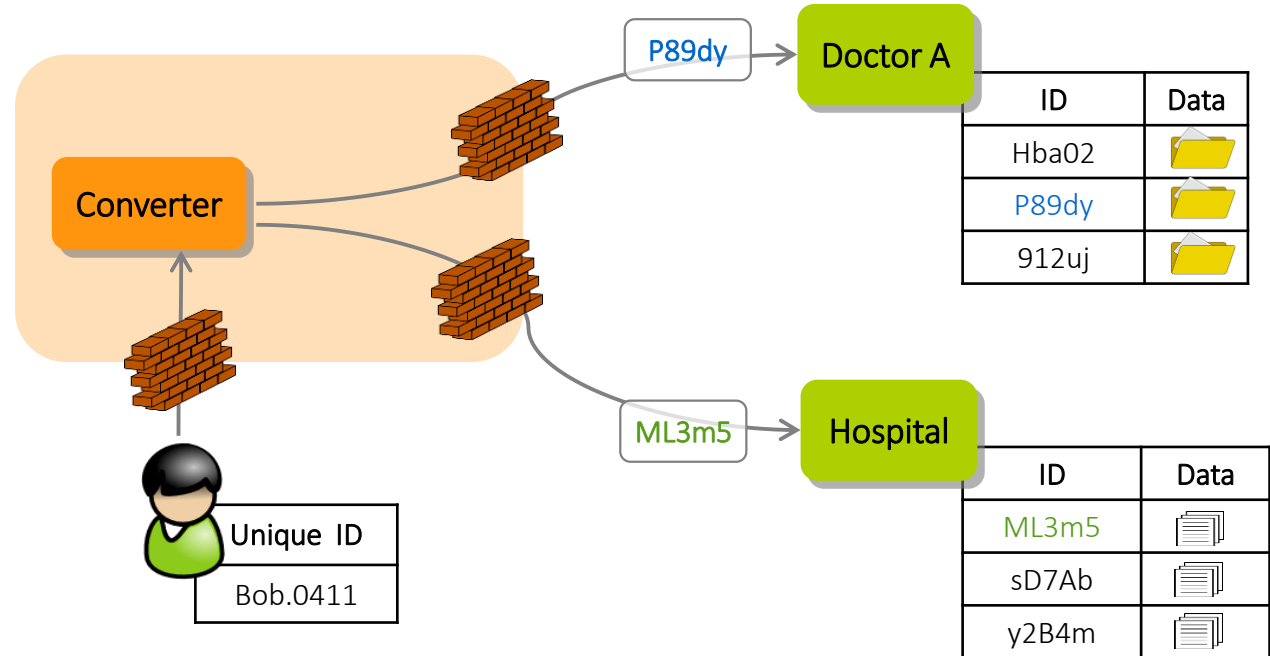 P89dy
Doctor A
ID Data
Hba02
P89dy
912uj
Converter
ML3m5
Hospital
ID Data
ML3m5
sD7Ab
y2B4m
Unique ID
Bob.0411